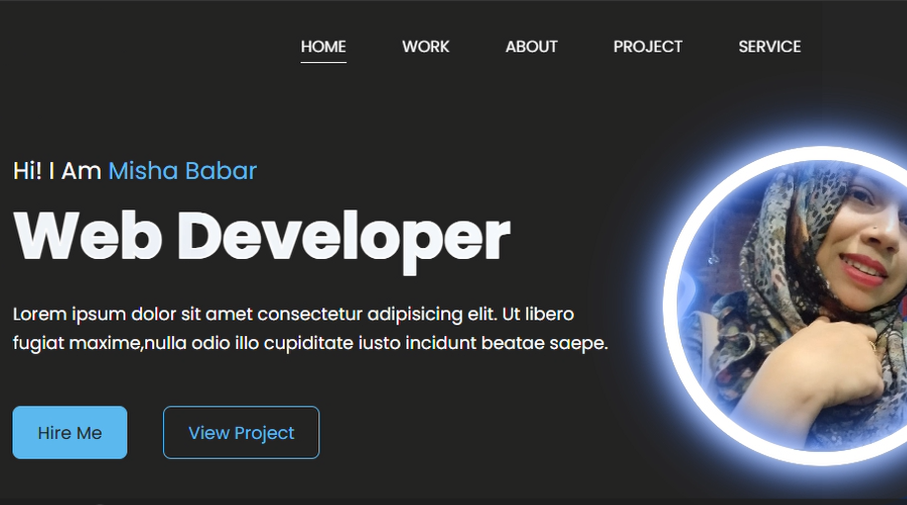 HOME WORK ABOUT PROJECT SERVICE
Hi! I Am Misha Babar
Web Developer
Lorem ipsum dolor sit amet consectetur adipisicing elit. Ut libero
fugiat maxime,nulla odio illo cupiditate iusto incidunt beatae saepe.
Hire Me View Project